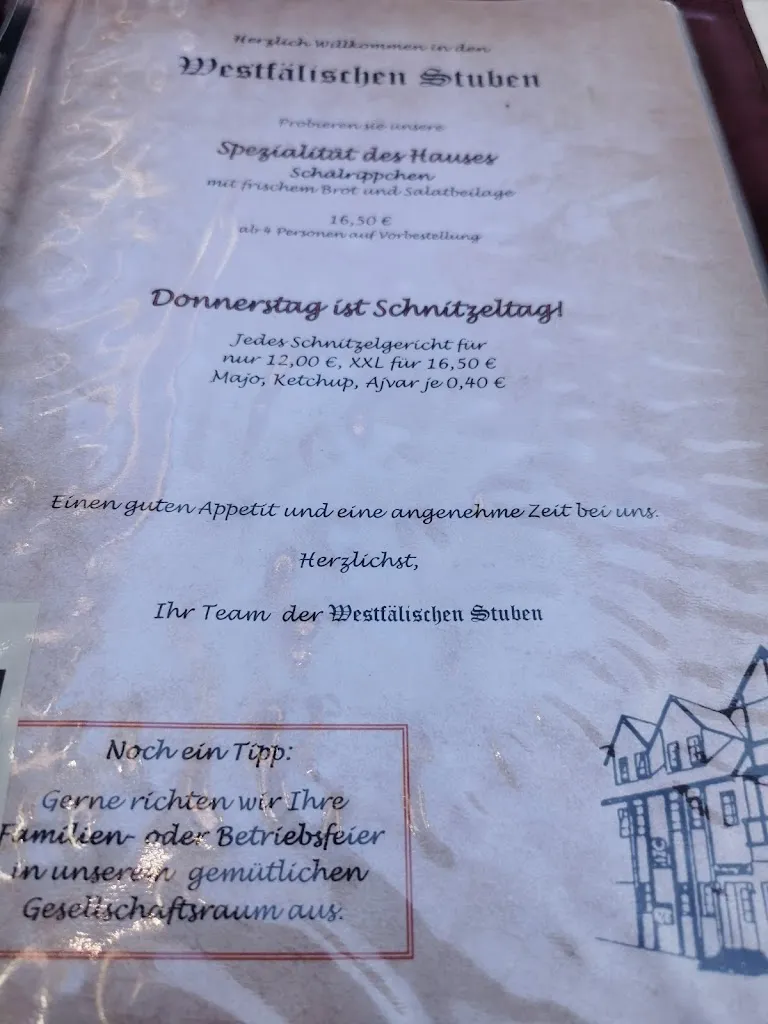 Herzlich willkommen in den
Westfälischen Stuben
Probieren sie unsere
Spezialität des Hauses
Schälrippchen
mit frischem Brot und Salatbeilage
16,50 €
ab 4 Personen auf Vorbestellung
Donnerstag ist Schnitzeltag!
Jedes Schnitzelgericht für
nur 12,00 €, XXL für 16,50 €
Majo, Ketchup, Ajvar je 0,40 €
Einen guten Appetit und eine angenehme Zeit bei uns.
Herzlichst,
Ihr Team der Westfälischen Stuben
Noch ein Tipp:
Gerne richten wir Ihre
Familien- oder Betriebsfeier
in unserem gemütlichen
Gesellschaftsraum aus.